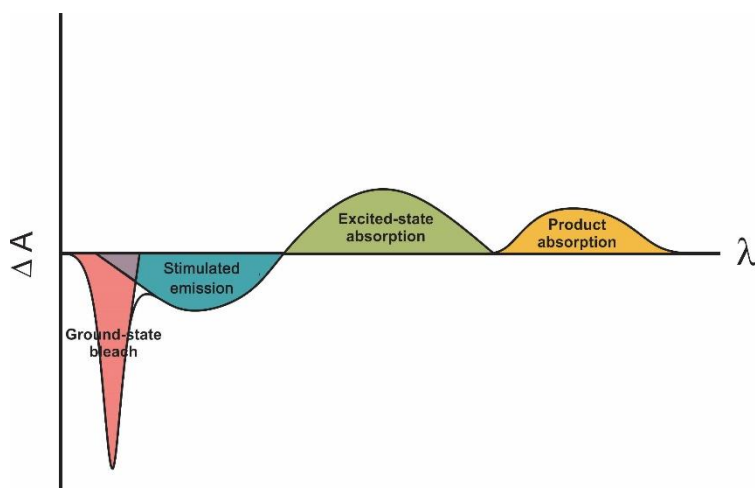 Δ A
Excited-state
absorption
Product
absorption
λ
Stimulated
emission
Ground-state
bleach